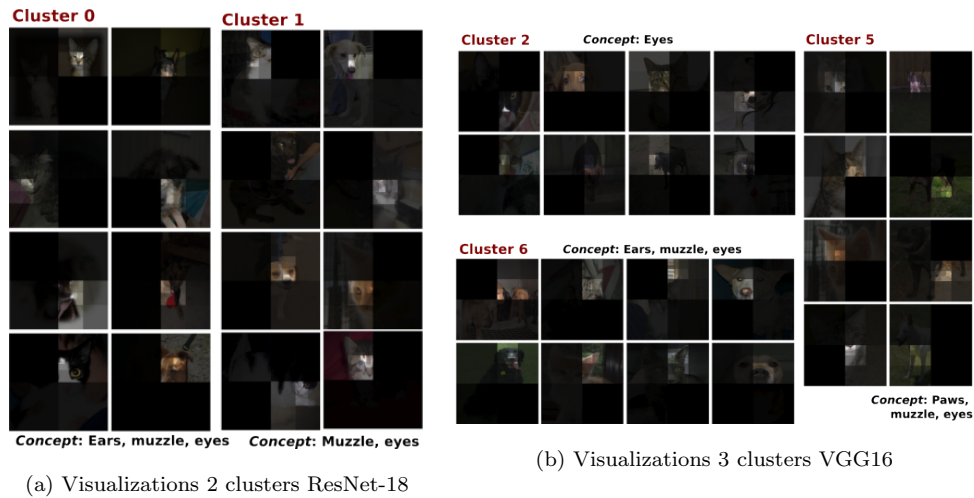 Cluster 0
Cluster 1
Concept: Ears, muzzle, eyes
Concept: Muzzle, eyes
(a) Visualizations 2 clusters ResNet-18
Cluster 2
Concept: Eyes
Cluster 5
Cluster 6
Concept: Ears, muzzle, eyes
Concept: Paws,
muzzle, eyes
(b) Visualizations 3 clusters VGG16